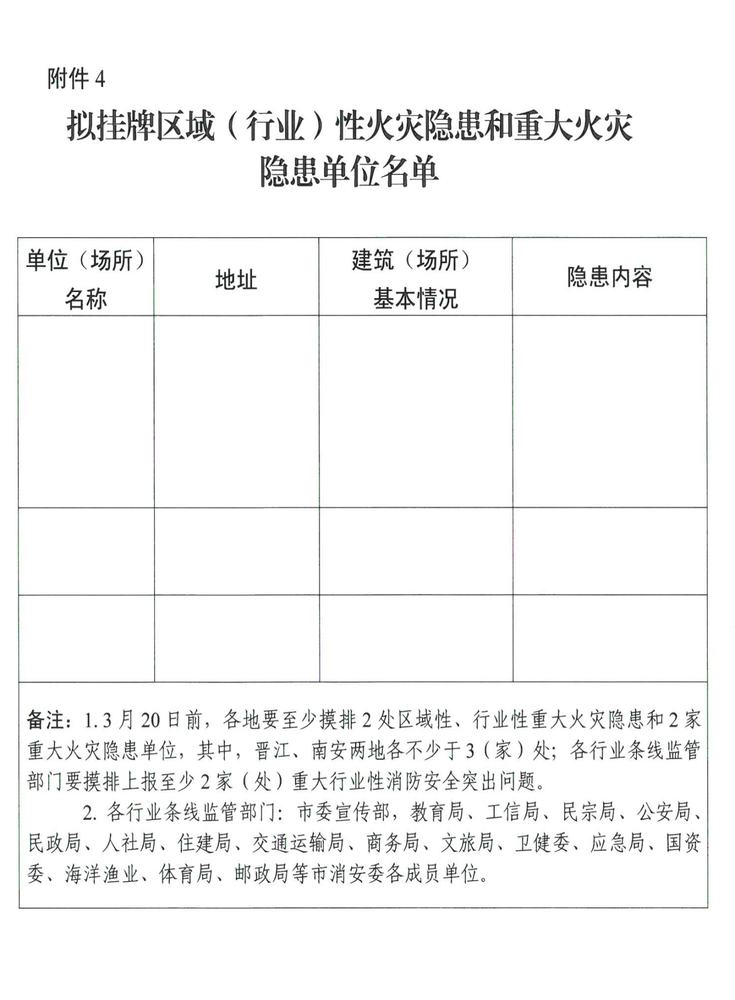 附件 4
拟挂牌区域（行业）性火灾隐患和重大火灾
隐患单位名单
单位（场所）
名称
地址
建筑（场所）
基本情况
隐患内容
备注：1. 3 月 20 日前，各地要至少摸排 2 处区域性、行业性重大火灾隐患和 2 家
重大火灾隐患单位，其中，晋江、南安两地各不少于 3（家）处；各行业条线监管
部门要摸排上报至少 2 家（处）重大行业性消防安全突出问题。
2. 各行业条线监管部门：市委宣传部，教育局、工信局、民宗局、公安局、
民政局、人社局、住建局、交通运输局、商务局、文旅局、卫健委、应急局、国资
委、海洋渔业、体育局、邮政局等市消安委各成员单位。